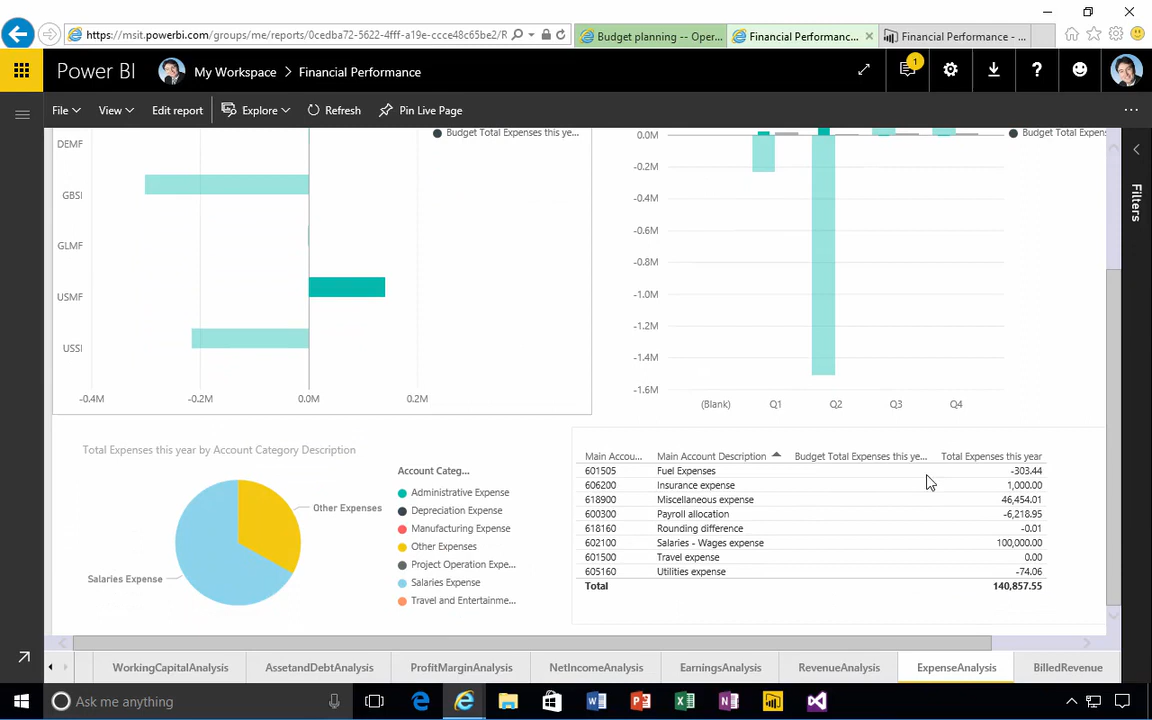 https://msit.powerbi.com/groups/me/reports/0cedba72-5622-4fff-a19e-ccce48c65be2/R
Budget planning -- Oper...
Financial Performanc...
Financial Performance - ...
Power BI
My Workspace > Financial Performance
1
File
View
Edit report
Explore
Refresh
Pin Live Page
Filters
Budget Total Expenses this ye...
DEMF
GBSI
GLMF
USMF
USSI
-0.4M
-0.2M
0.0M
0.2M
Budget Total Expens
0.0M
-0.2M
-0.4M
-0.6M
-0.8M
-1.0M
-1.2M
-1.4M
-1.6M
(Blank)
Q1
Q2
Q3
Q4
Total Expenses this year by Account Category Description
Other Expenses
Salaries Expense
Account Categ...
Administrative Expense
Depreciation Expense
Manufacturing Expense
Other Expenses
Project Operation Expe...
Salaries Expense
Travel and Entertainme...
Main Accou... Main Account Description Budget Total Expenses this ye... Total Expenses this year
601505 Fuel Expenses -303.44
606200 Insurance expense 1,000.00
618900 Miscellaneous expense 46,454.01
600300 Payroll allocation -6,218.95
618160 Rounding difference -0.01
602100 Salaries - Wages expense 100,000.00
601500 Travel expense 0.00
605160 Utilities expense -74.06
Total 140,857.55
WorkingCapitalAnalysis
AssetandDebtAnalysis
ProfitMarginAnalysis
NetIncomeAnalysis
EarningsAnalysis
RevenueAnalysis
ExpenseAnalysis
BilledRevenue
Ask me anything